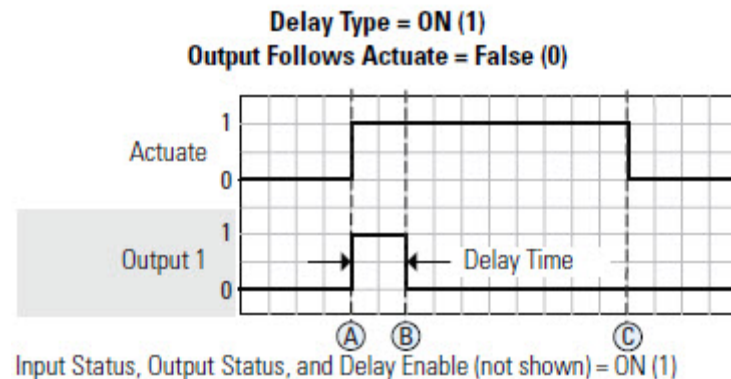 Delay Type = ON (1)
Output Follows Actuate = False (0)
1
Actuate
0
1
Output 1
Delay Time
0
A B C
Input Status, Output Status, and Delay Enable (not shown) = ON (1)